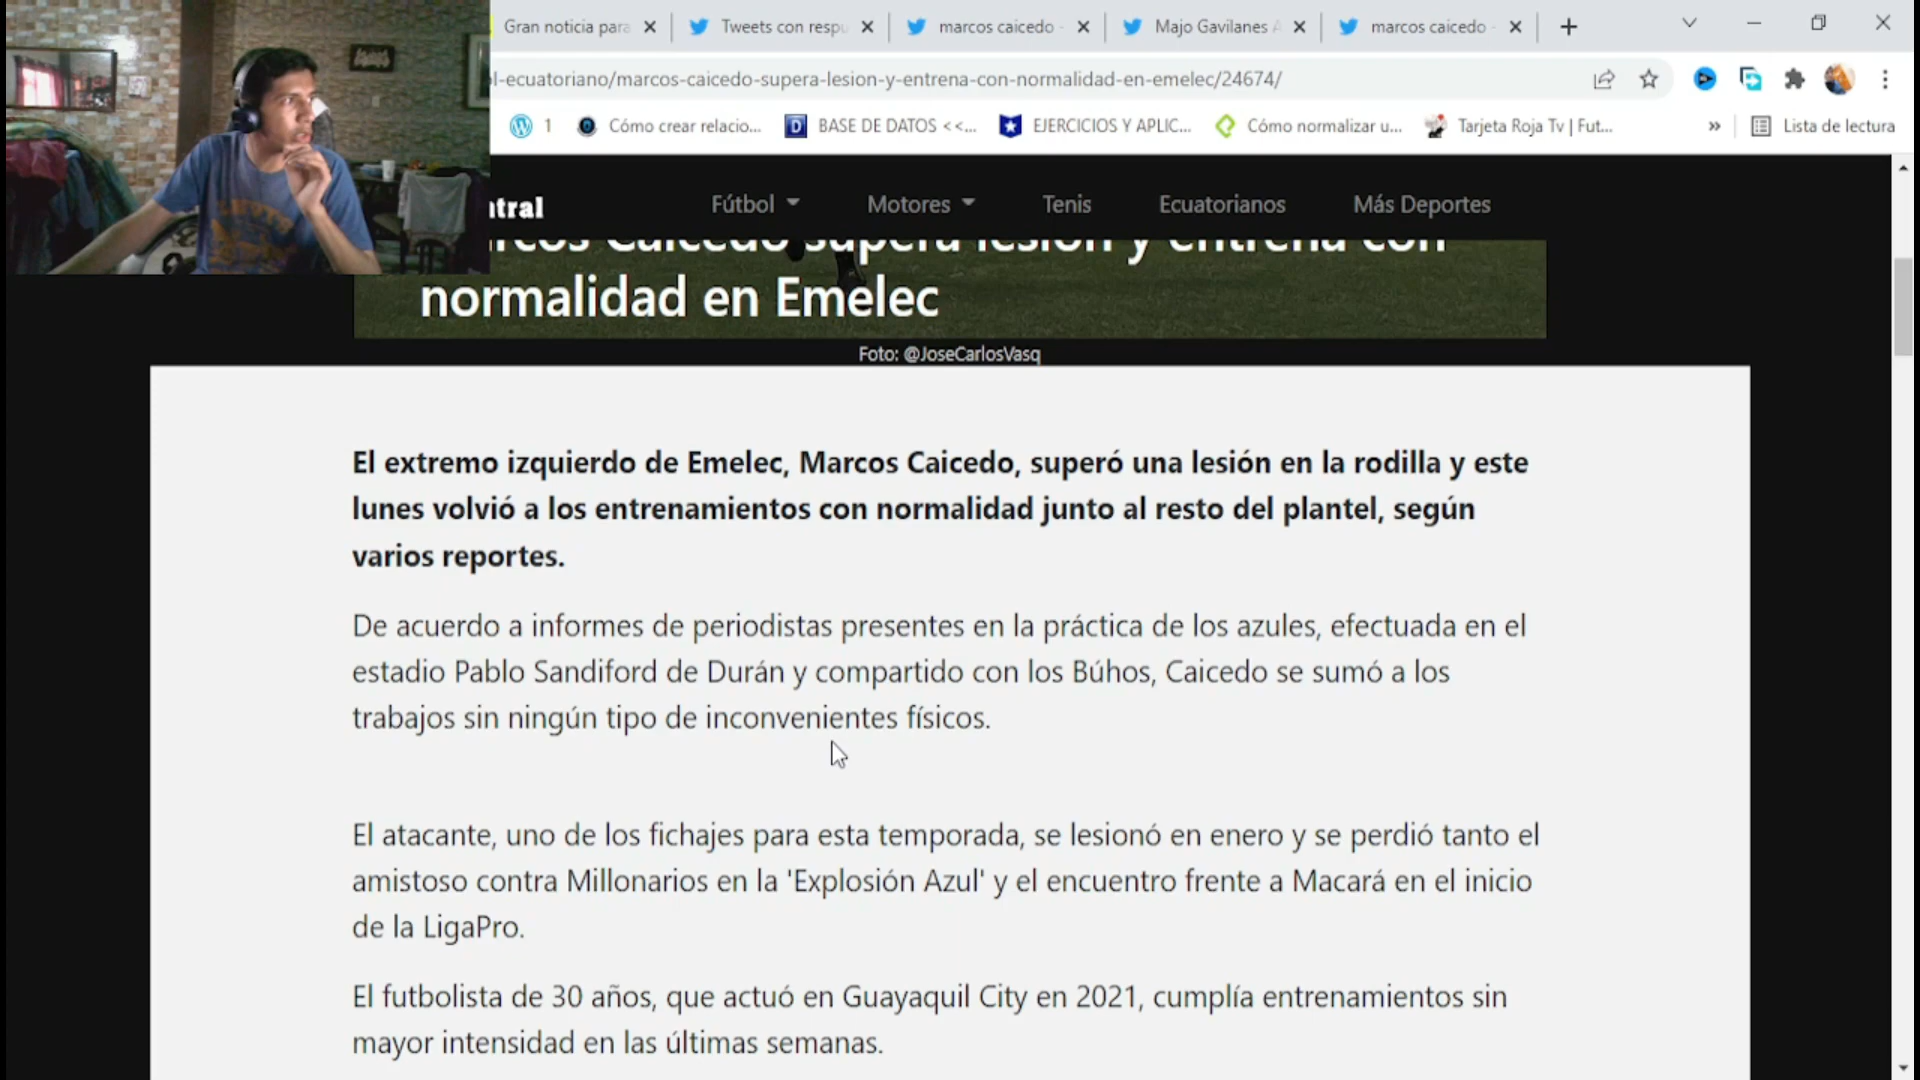 Gran noticia para
Tweets con respu
marcos caicedo -
Majo Gavilanes A
marcos caicedo -
l-ecuatoriano/marcos-caicedo-supera-lesion-y-entrena-con-normalidad-en-emelec/24674/
1
Cómo crear relacio...
BASE DE DATOS <<...
EJERCICIOS Y APLIC...
Cómo normalizar u...
Tarjeta Roja Tv | Fut...
»
Lista de lectura
ntral
Fútbol
Motores
Tenis
Ecuatorianos
Más Deportes
rcos Caicedo supera lesión y entrena con
normalidad en Emelec
Foto: @JoseCarlosVasq
El extremo izquierdo de Emelec, Marcos Caicedo, superó una lesión en la rodilla y este
lunes volvió a los entrenamientos con normalidad junto al resto del plantel, según
varios reportes.
De acuerdo a informes de periodistas presentes en la práctica de los azules, efectuada en el
estadio Pablo Sandiford de Durán y compartido con los Búhos, Caicedo se sumó a los
trabajos sin ningún tipo de inconvenientes físicos.
El atacante, uno de los fichajes para esta temporada, se lesionó en enero y se perdió tanto el
amistoso contra Millonarios en la 'Explosión Azul' y el encuentro frente a Macará en el inicio
de la LigaPro.
El futbolista de 30 años, que actuó en Guayaquil City en 2021, cumplía entrenamientos sin
mayor intensidad en las últimas semanas.